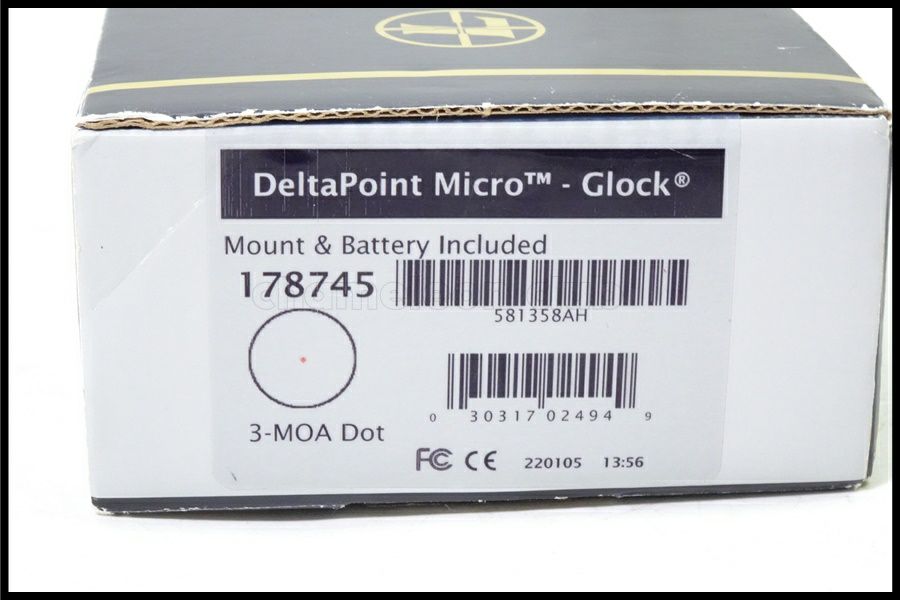 DeltaPoint Micro™ - Glock®
Mount & Battery Included
178745
581358AH
0 30317 02494 9
3-MOA Dot
FC CE 220105 13:56